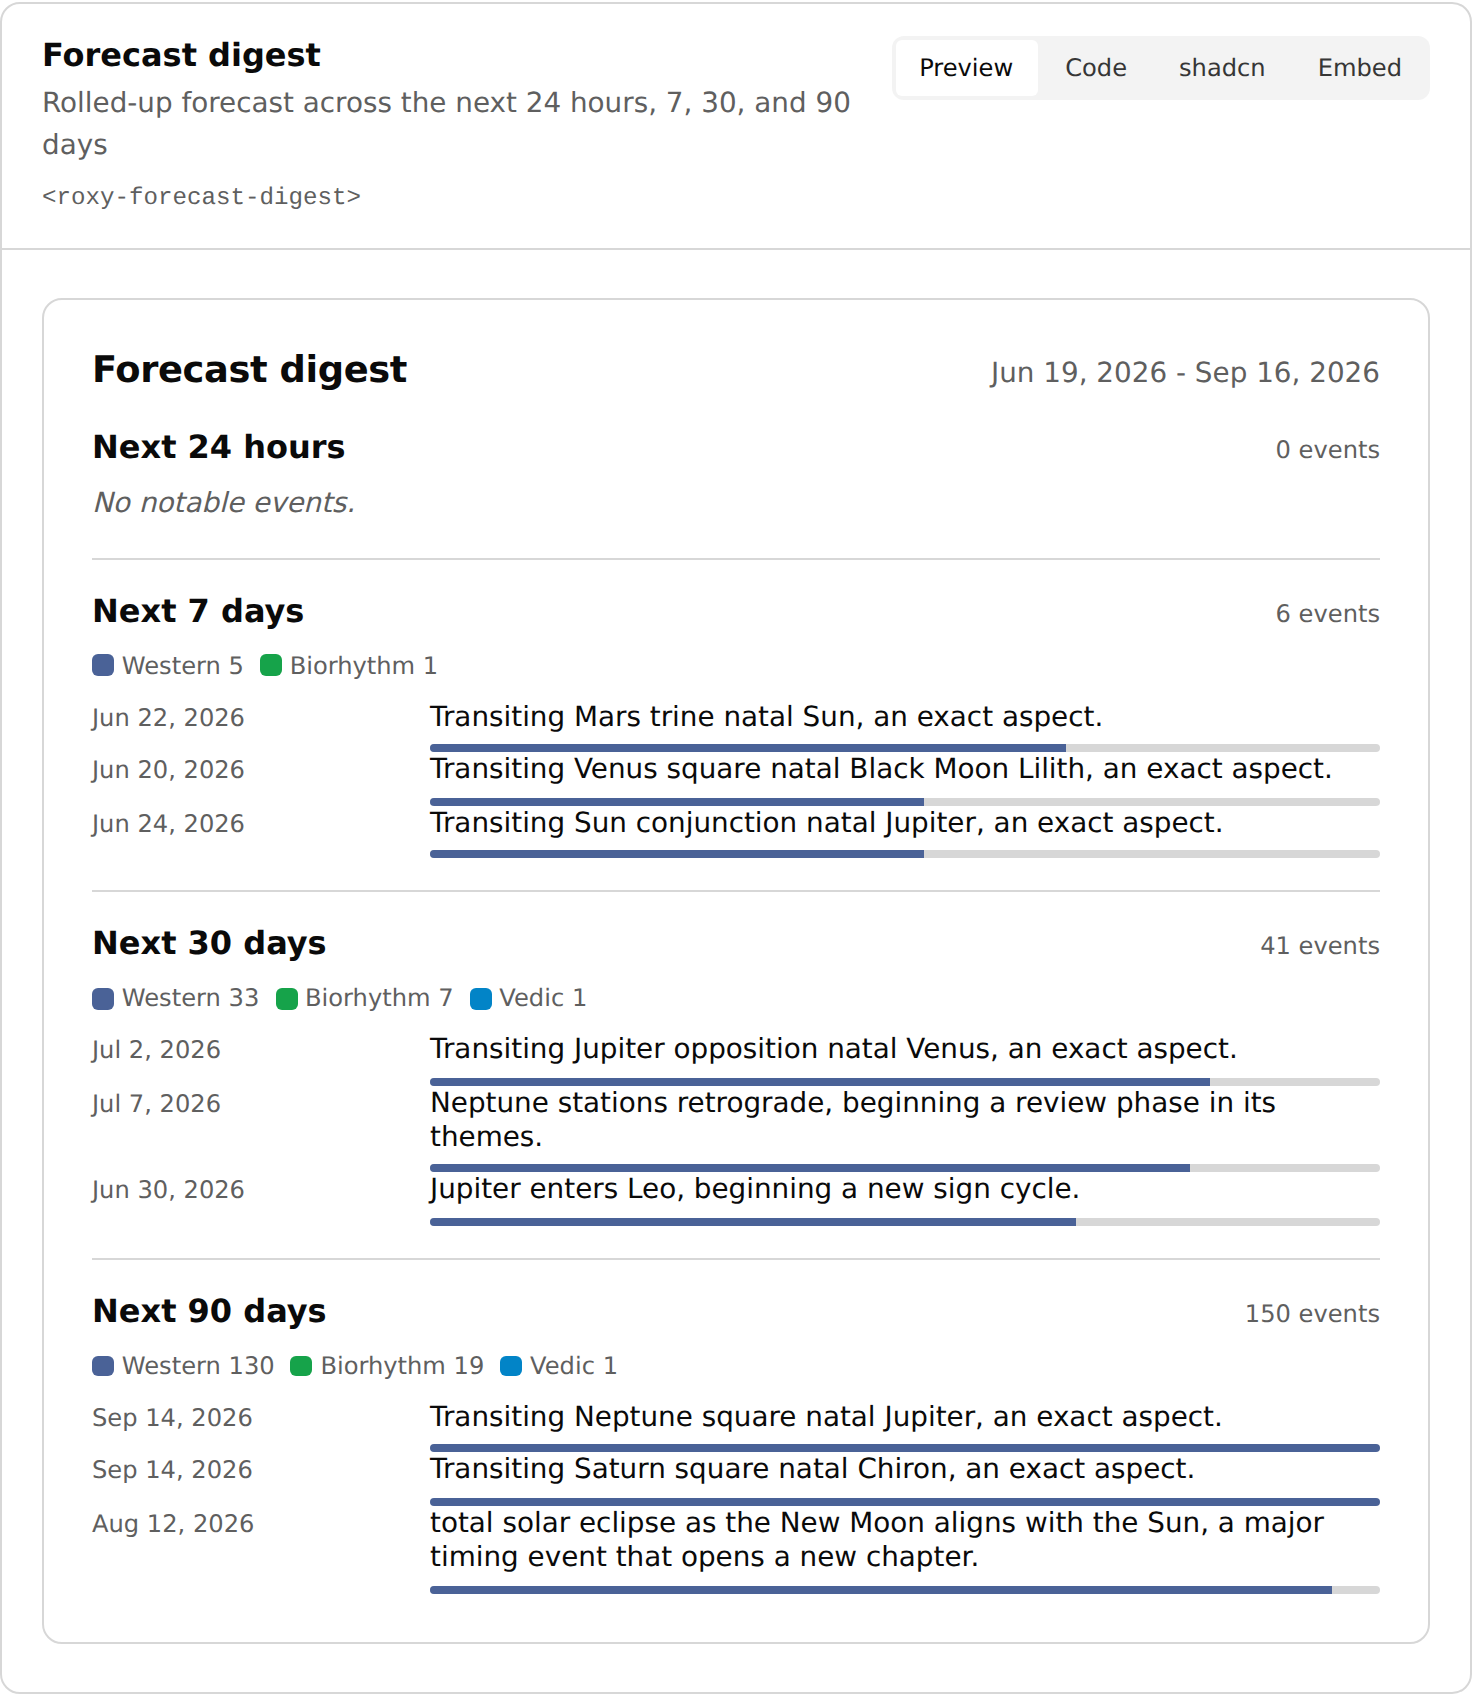 Forecast digest
Preview Code shadcn Embed
Rolled-up forecast across the next 24 hours, 7, 30, and 90
days
<roxy-forecast-digest>
Forecast digest
Jun 19, 2026 - Sep 16, 2026
Next 24 hours
0 events
No notable events.
Next 7 days
6 events
Western 5 Biorhythm 1
Jun 22, 2026
Transiting Mars trine natal Sun, an exact aspect.
Jun 20, 2026
Transiting Venus square natal Black Moon Lilith, an exact aspect.
Jun 24, 2026
Transiting Sun conjunction natal Jupiter, an exact aspect.
Next 30 days
41 events
Western 33 Biorhythm 7 Vedic 1
Jul 2, 2026
Transiting Jupiter opposition natal Venus, an exact aspect.
Jul 7, 2026
Neptune stations retrograde, beginning a review phase in its
themes.
Jun 30, 2026
Jupiter enters Leo, beginning a new sign cycle.
Next 90 days
150 events
Western 130 Biorhythm 19 Vedic 1
Sep 14, 2026
Transiting Neptune square natal Jupiter, an exact aspect.
Sep 14, 2026
Transiting Saturn square natal Chiron, an exact aspect.
Aug 12, 2026
total solar eclipse as the New Moon aligns with the Sun, a major
timing event that opens a new chapter.